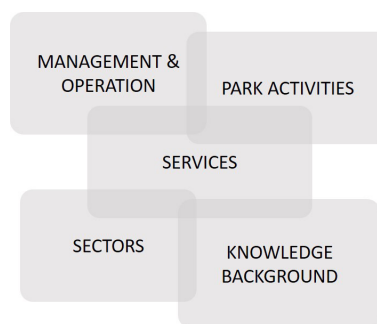 MANAGEMENT &
OPERATION
PARK ACTIVITIES
SERVICES
SECTORS
KNOWLEDGE
BACKGROUND